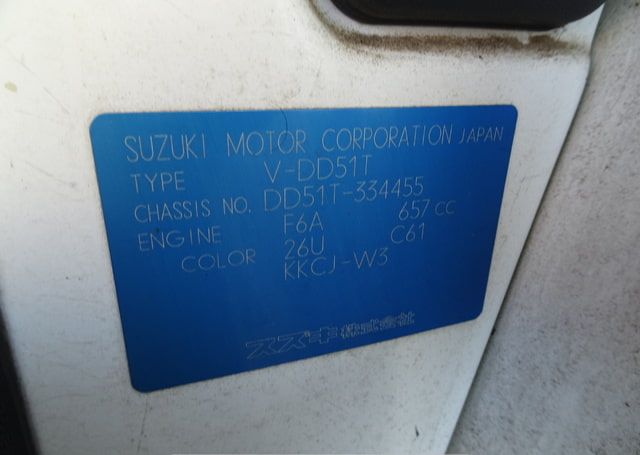 SUZUKI MOTOR CORPORATION JAPAN
TYPE V-DD51T
CHASSIS NO. DD51T-334455
ENGINE F6A 657 CC
COLOR 26U C61
KKCJ-W3
スズキ株式会社